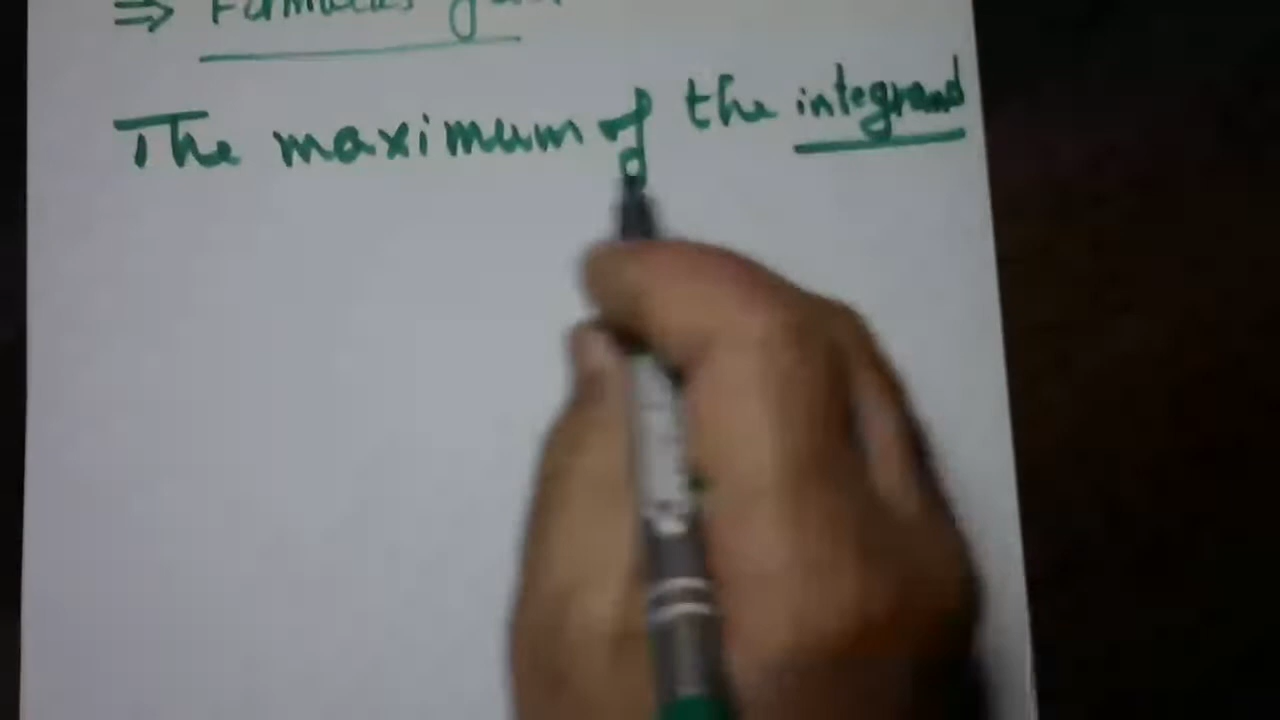 ⇒
The maximum of the integrand